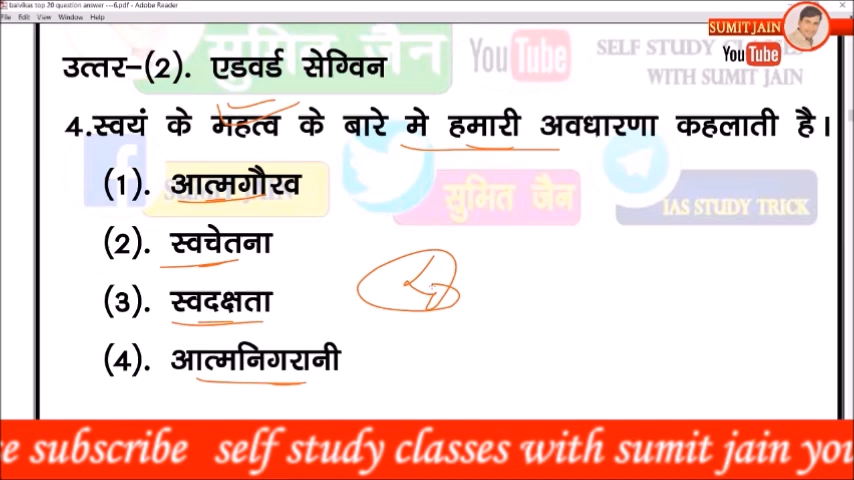 balvikas top 20 question answer ---6.pdf - Adobe Reader
File Edit View Window Help
SUMIT JAIN
YouTube
सुमित जैन
YouTube
SELF STUDY
WITH SUMIT JAIN
उत्तर-(2). एडवर्ड सेग्विन
4.स्वयं के महत्व के बारे मे हमारी अवधारणा कहलाती है।
(1). आत्मगौरव
सुमित जैन
IAS STUDY TRICK
(2). स्वचेतना
(3). स्वदक्षता
(4). आत्मनिगरानी
subscribe self study classes with sumit jain